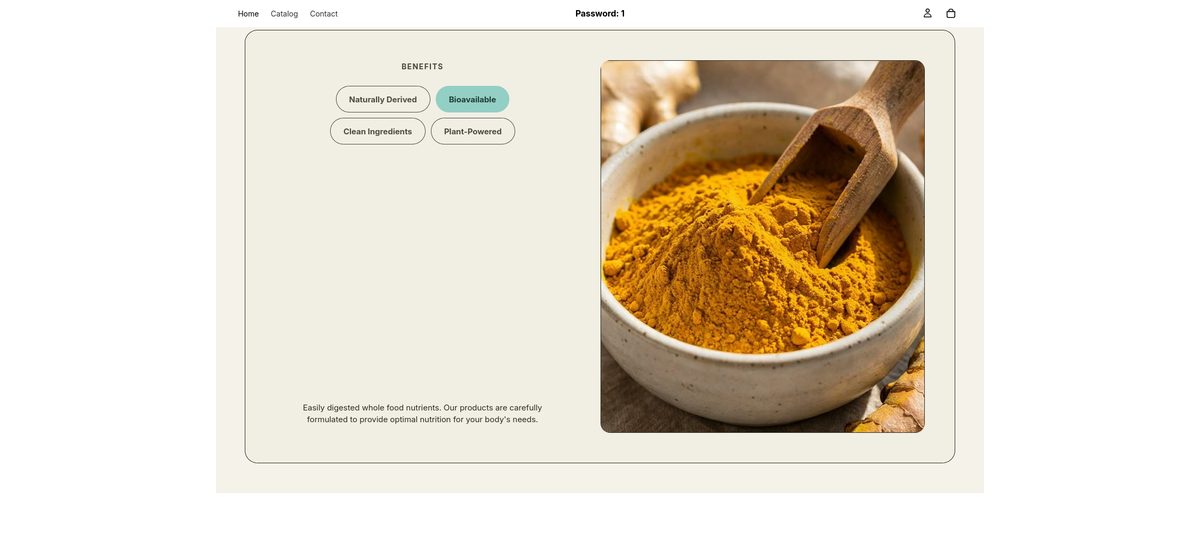 Home Catalog Contact Password: 1
BENEFITS
Naturally Derived Bioavailable
Clean Ingredients Plant-Powered
Easily digested whole food nutrients. Our products are carefully
formulated to provide optimal nutrition for your body's needs.